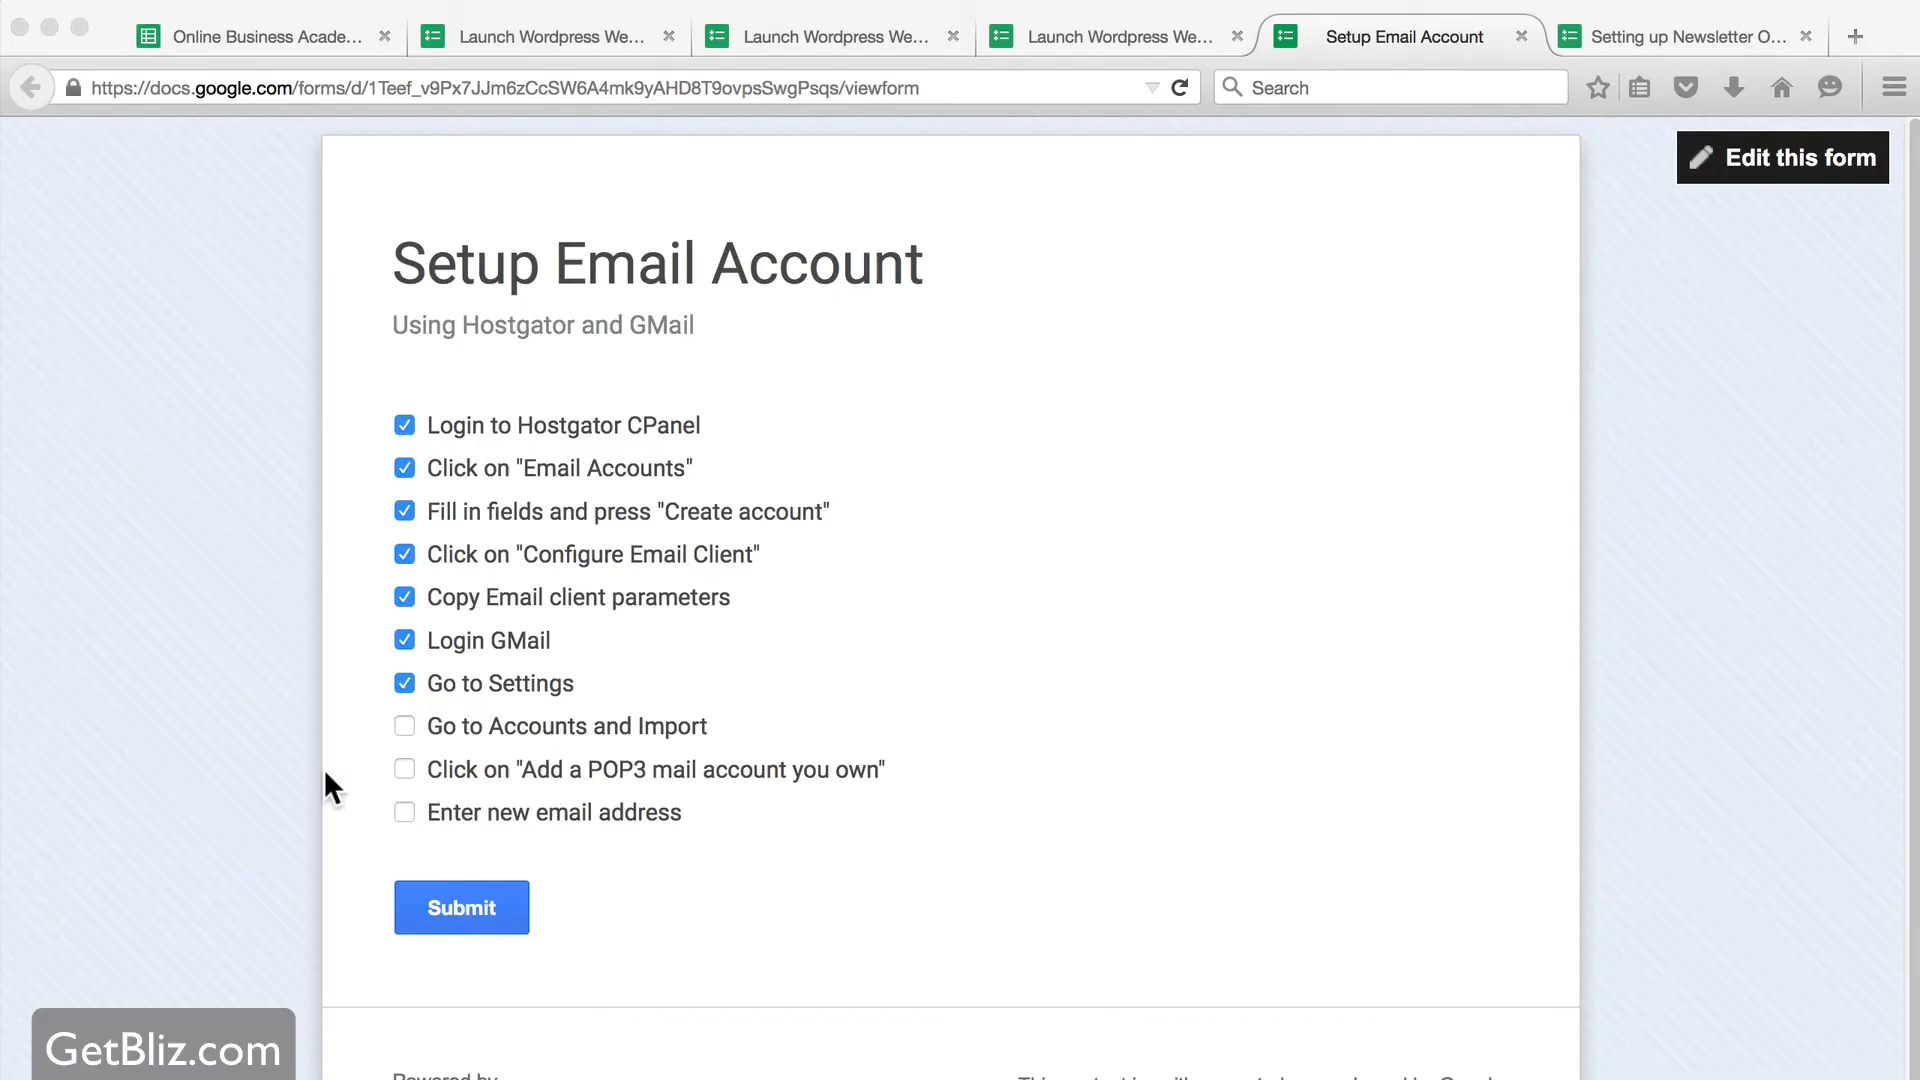 Online Business Acade...
Launch Wordpress We...
Launch Wordpress We...
Launch Wordpress We...
Setup Email Account
Setting up Newsletter O...
https://docs.google.com/forms/d/1Teef_v9Px7JJm6zCcSW6A4mk9yAHD8T9ovpsSwgPsqs/viewform
Search
Edit this form
Setup Email Account
Using Hostgator and GMail
Login to Hostgator CPanel
Click on "Email Accounts"
Fill in fields and press "Create account"
Click on "Configure Email Client"
Copy Email client parameters
Login GMail
Go to Settings
Go to Accounts and Import
Click on "Add a POP3 mail account you own"
Enter new email address
Submit
GetBliz.com
Powered by